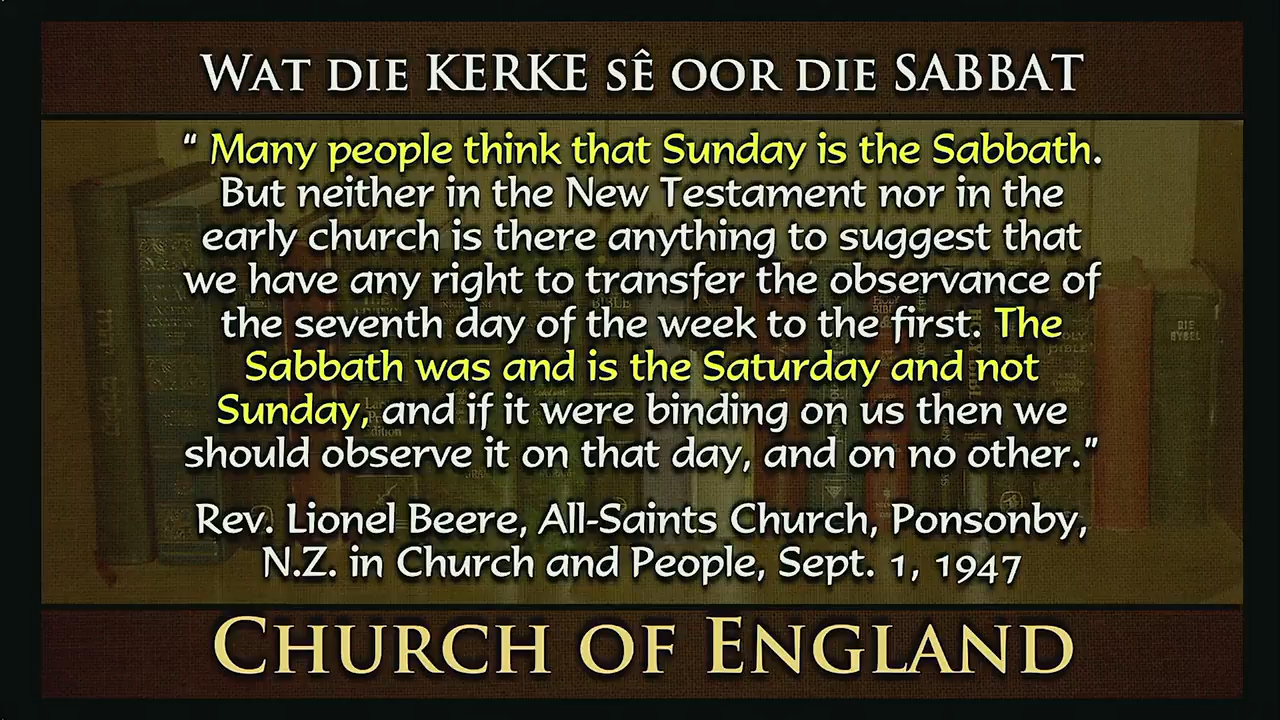 WAT DIE KERKE SÊ OOR DIE SABBAT
“ Many people think that Sunday is the Sabbath.
But neither in the New Testament nor in the
early church is there anything to suggest that
we have any right to transfer the observance of
the seventh day of the week to the first. The
Sabbath was and is the Saturday and not
Sunday, and if it were binding on us then we
should observe it on that day, and on no other.”
Rev. Lionel Beere, All-Saints Church, Ponsonby,
N.Z. in Church and People, Sept. 1, 1947
CHURCH OF ENGLAND
DIE
BYBEL